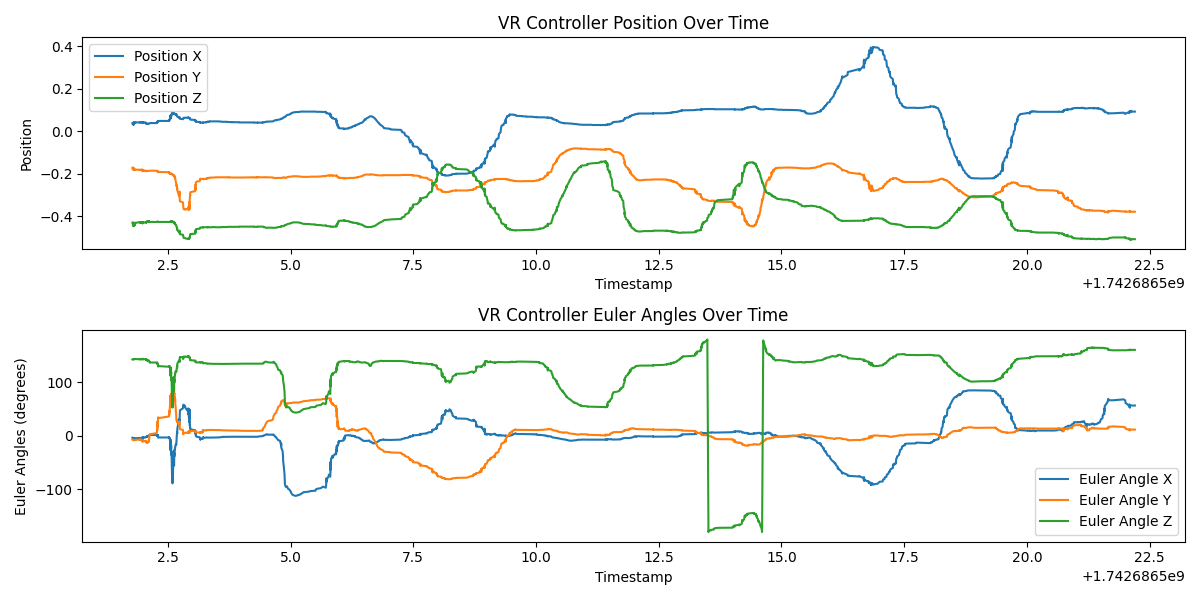 VR Controller Position Over Time
Position X
Position Y
Position Z
Position
0.4
0.2
0.0
−0.2
−0.4
2.5 5.0 7.5 10.0 12.5 15.0 17.5 20.0 22.5
Timestamp
+1.7426865e9
VR Controller Euler Angles Over Time
Euler Angles (degrees)
100
0
−100
Euler Angle X
Euler Angle Y
Euler Angle Z
2.5 5.0 7.5 10.0 12.5 15.0 17.5 20.0 22.5
Timestamp
+1.7426865e9